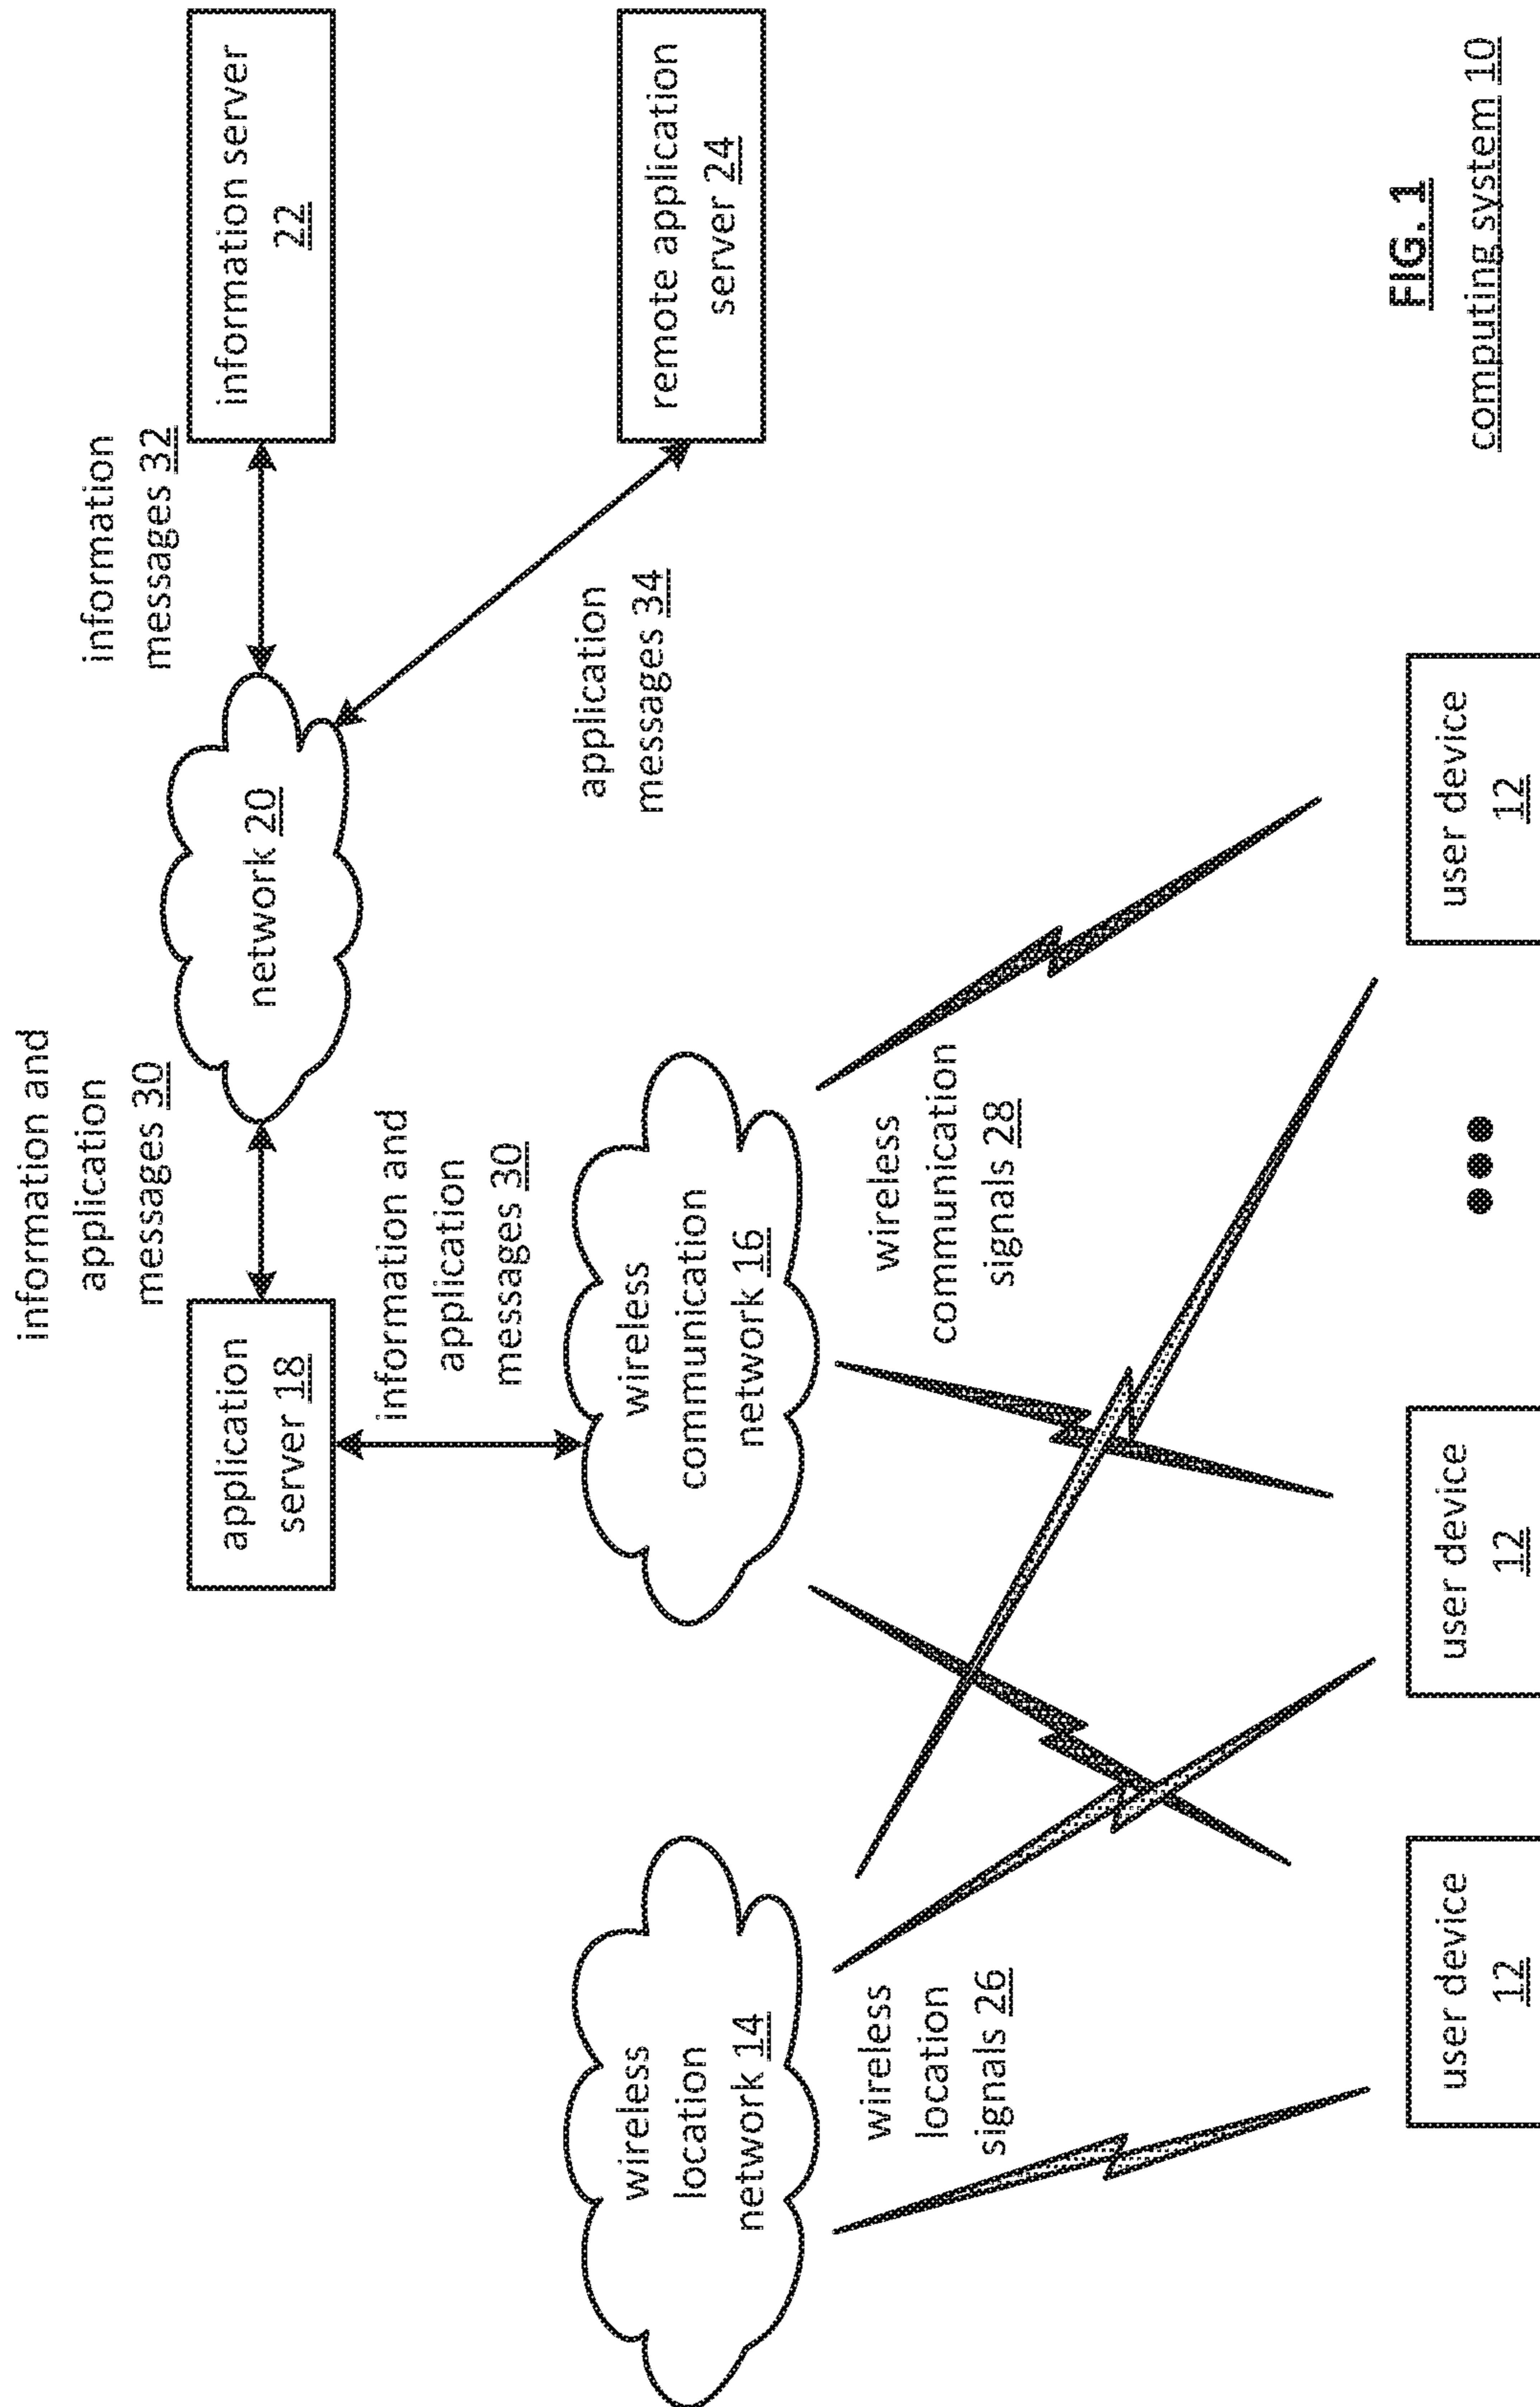 information and
application
messages 30
application
server 18
network 20
information
messages 32
information server
22
information and
application
messages 30
application
messages 34
remote application
server 24
wireless
location
network 14
wireless
communication
network 16
wireless
location
signals 26
wireless
communication
signals 28
user device
12
user device
12
user device
12
FIG. 1
computing system 10